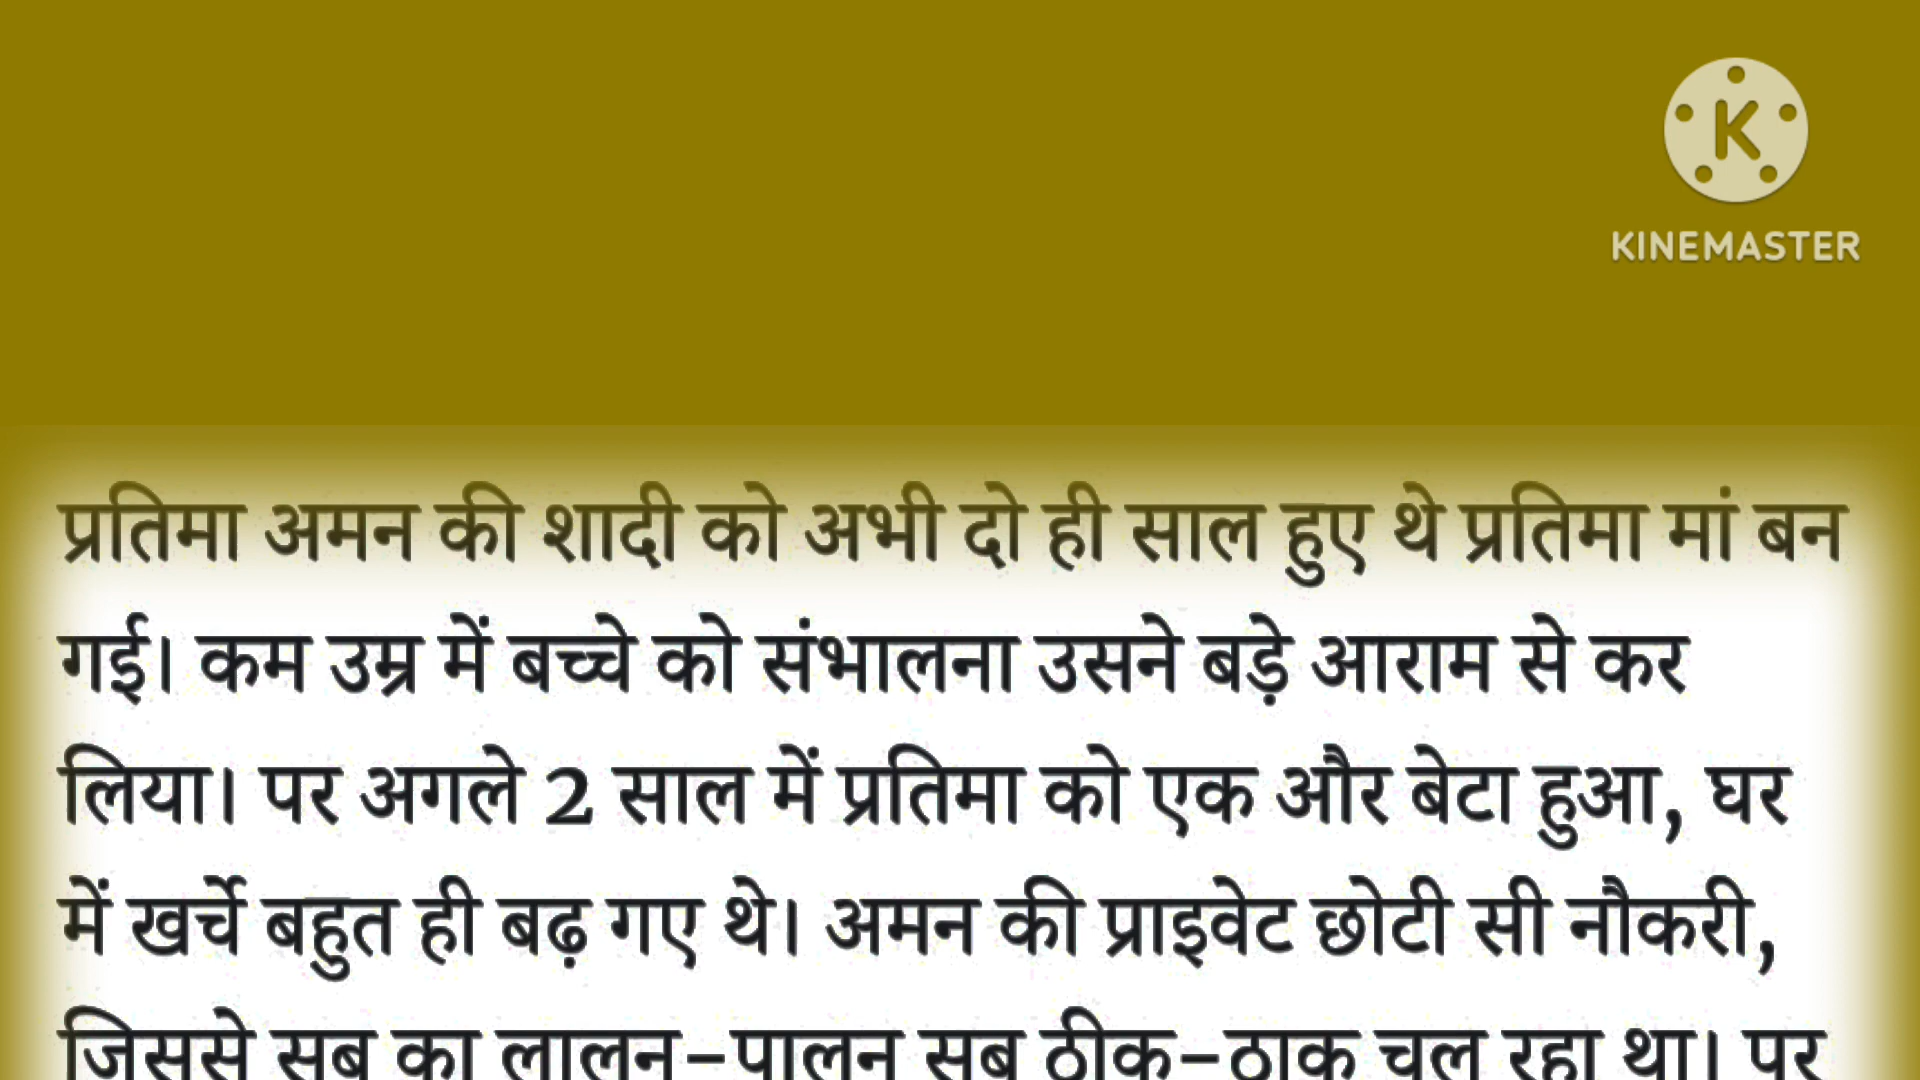 K
KINEMASTER
प्रतिमा अमन की शादी को अभी दो ही साल हुए थे प्रतिमा मां बन
गई। कम उम्र में बच्चे को संभालना उसने बड़े आराम से कर
लिया। पर अगले 2 साल में प्रतिमा को एक और बेटा हुआ, घर
में खर्चे बहुत ही बढ़ गए थे। अमन की प्राइवेट छोटी सी नौकरी,
जिससे सब का लालन-पालन सब ठीक-ठाक चल रहा था। पर